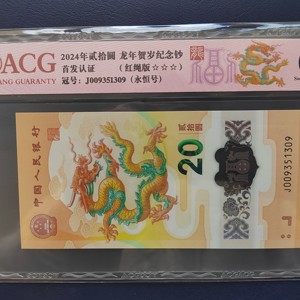 ACG
ANG GUARANTY
2024年贰拾圆 龙年贺岁纪念钞
首发认证 （红绳版☆☆☆）
冠号：J009351309（永恒号）
福
中国人民银行
贰拾圆
20
J009351309